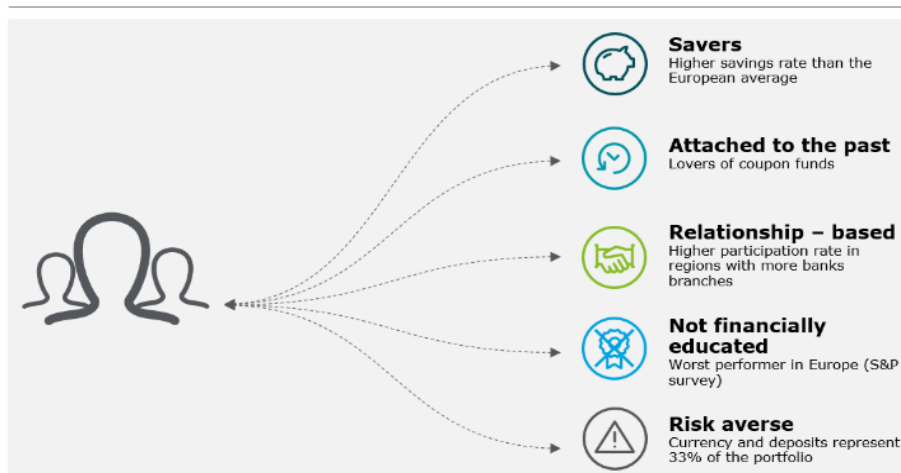 Savers
Higher savings rate than the
European average
Attached to the past
Lovers of coupon funds
Relationship – based
Higher participation rate in
regions with more banks
branches
Not financially
educated
Worst performer in Europe (S&P
survey)
Risk averse
Currency and deposits represent
33% of the portfolio